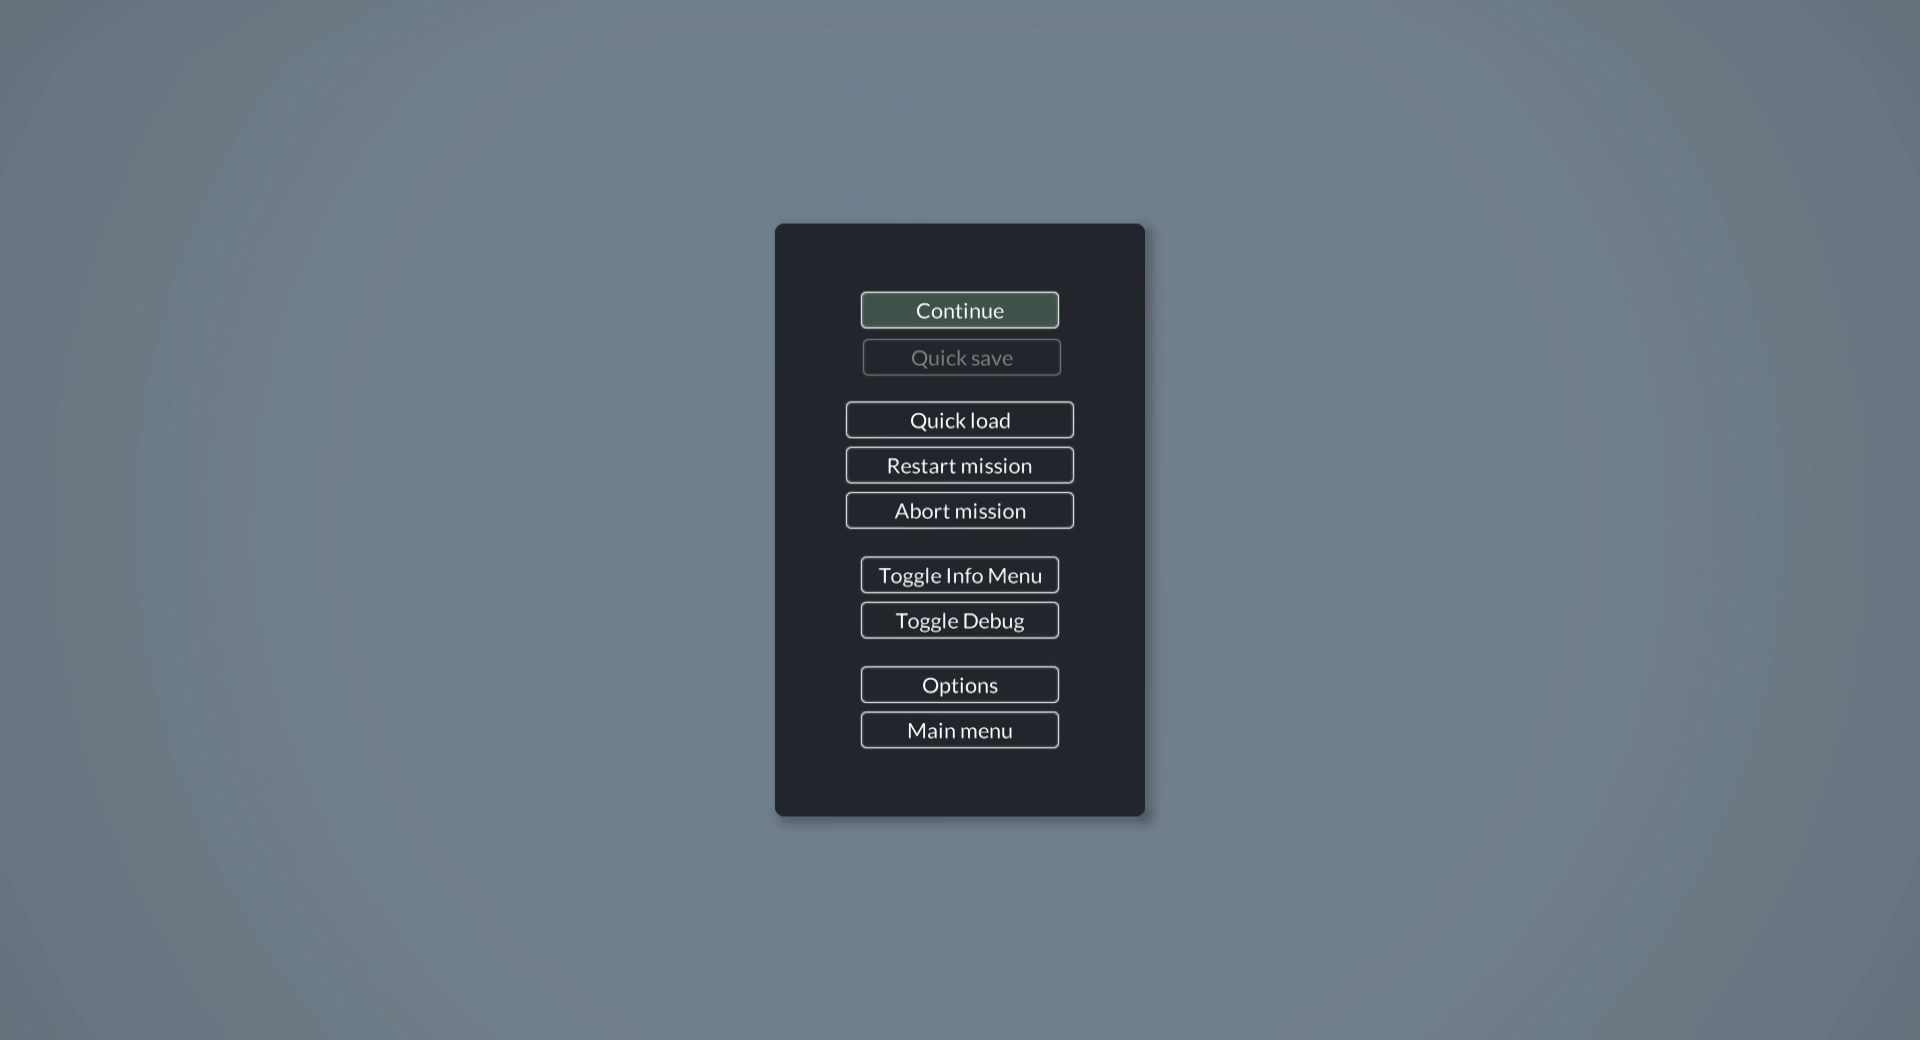 Continue
Quick save
Quick load
Restart mission
Abort mission
Toggle Info Menu
Toggle Debug
Options
Main menu